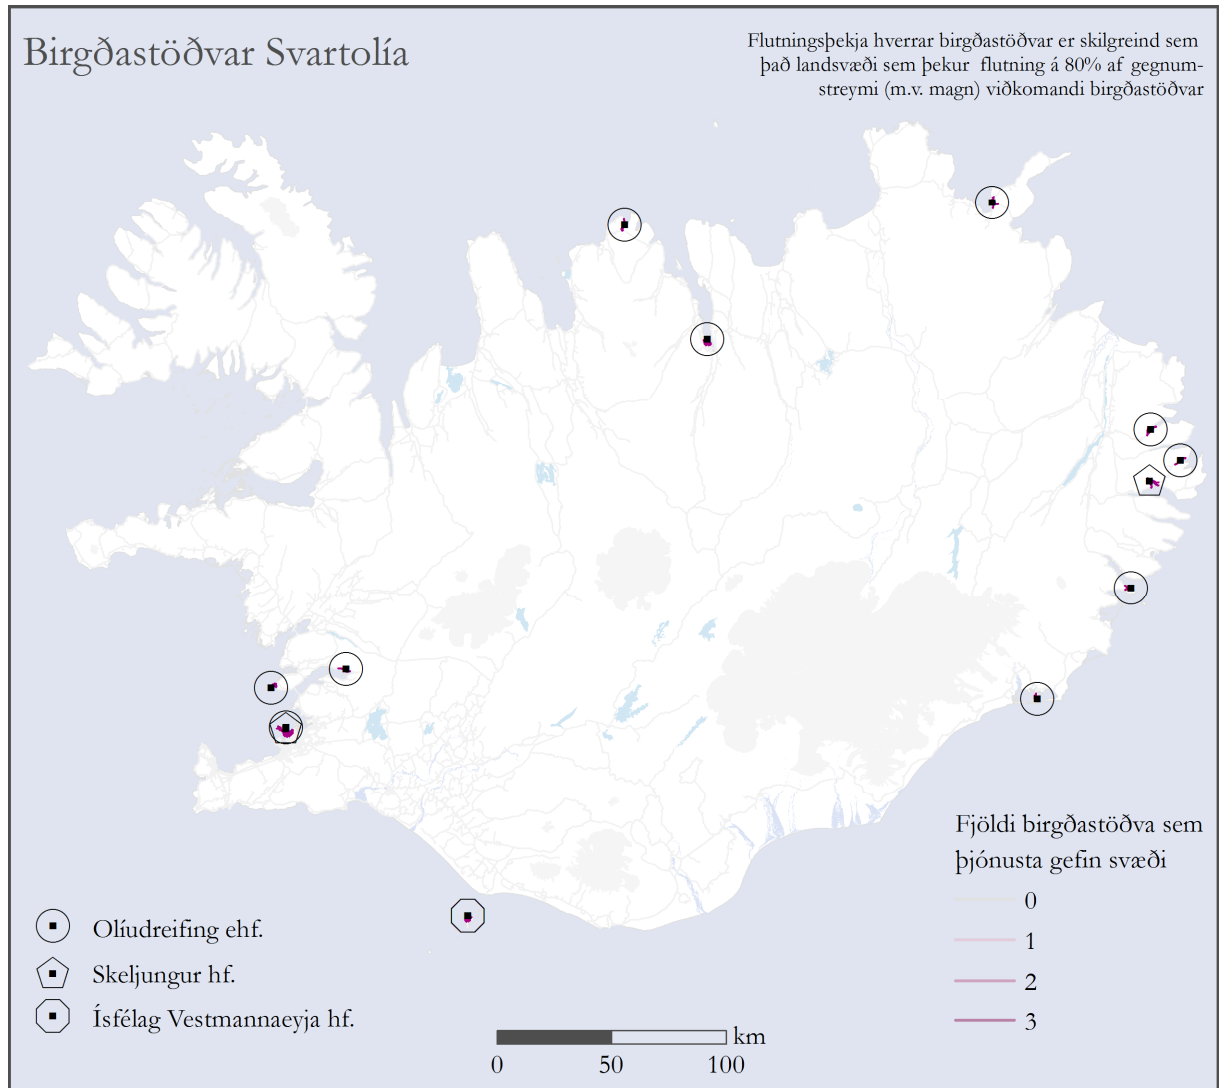 Birgðastöðvar Svartolía
Flutningsþekja hverrar birgðastöðvar er skilgreind sem
það landsvæði sem þekur flutning á 80% af gegnum-
streymi (m.v. magn) viðkomandi birgðastöðvar
Fjöldi birgðastöðva sem
þjónusta gefin svæði
0
1
2
3
Olíudreifing ehf.
Skeljungur hf.
Ísfélag Vestmannaeyja hf.
km
0 50 100